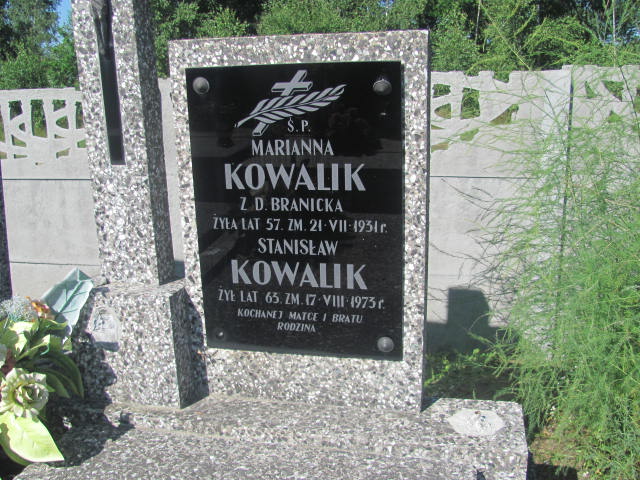 Ś. P.
MARIANNA
KOWALIK
Z D. BRANICKA
ŻYŁA LAT 57. ZM. 21·VII·1931 r.
STANISŁAW
KOWALIK
ŻYŁ LAT 63. ZM. 17·VIII·1973 r.
KOCHANEJ MATCE I BRATU
RODZINA